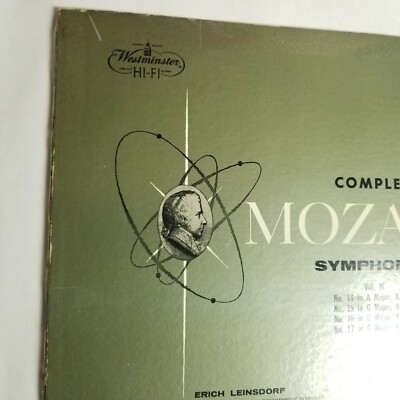 Westminster
HI-FI
COMPLE
MOZA
SYMPHON
Vol.
No. 14 in A Major, K
No. 15 in G Major, K
No. 16 in C Major, K
No. 17 in G Major, K
ERICH LEINSDORF